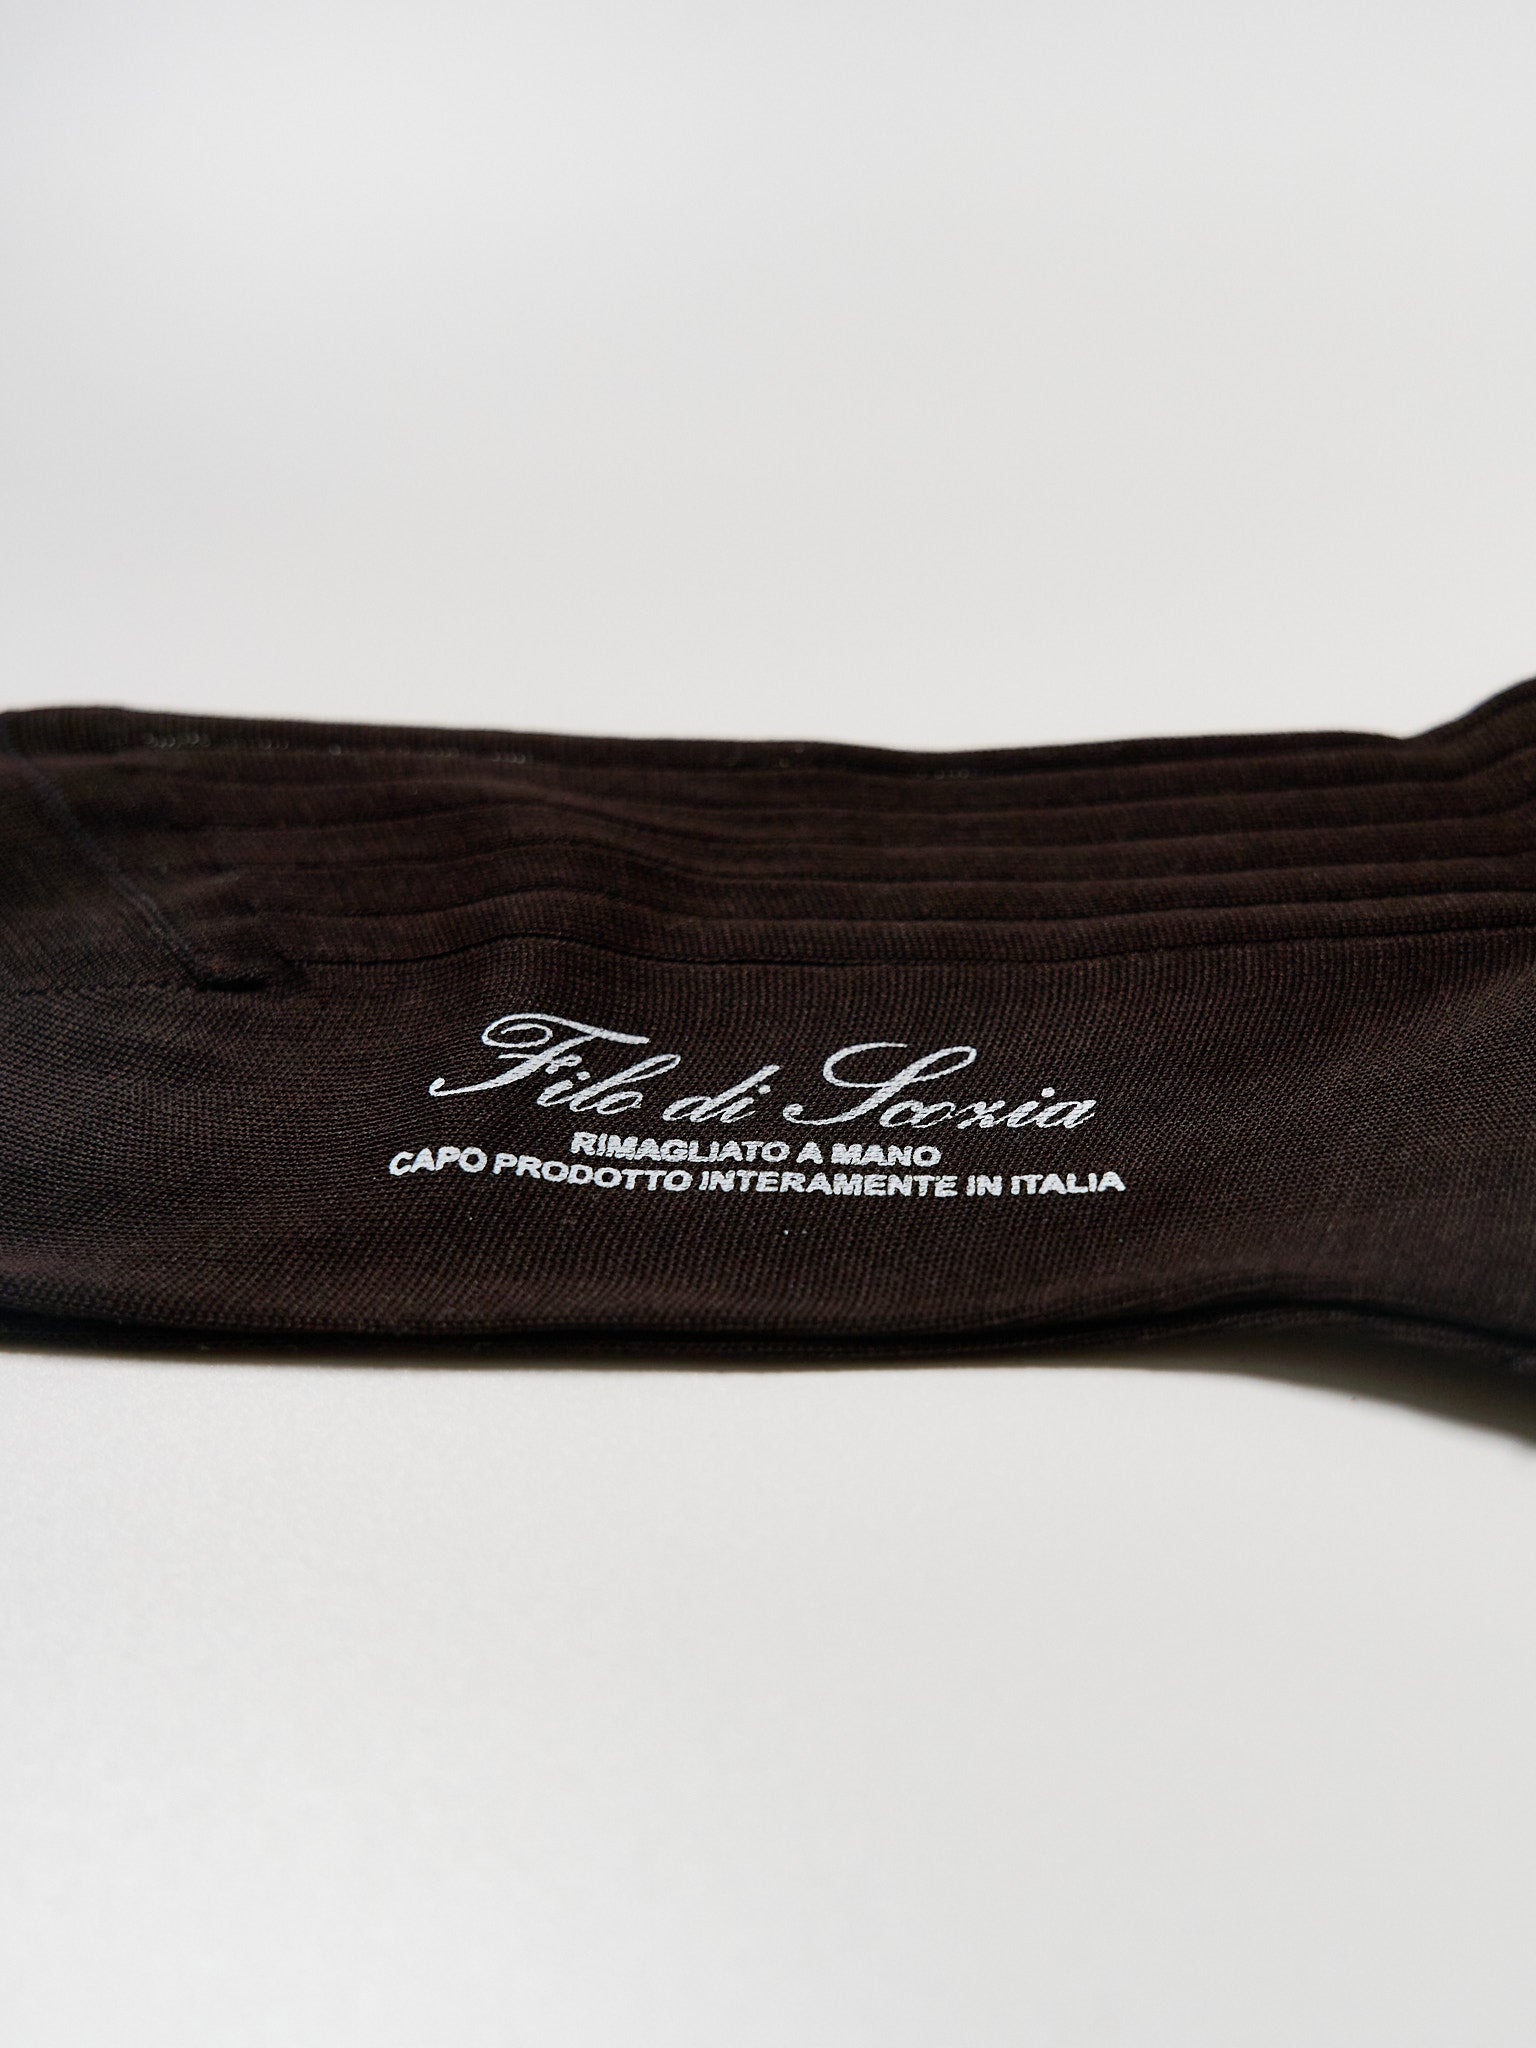 Filo di Scozia
RIMAGLIATO A MANO
CAPO PRODOTTO INTERAMENTE IN ITALIA